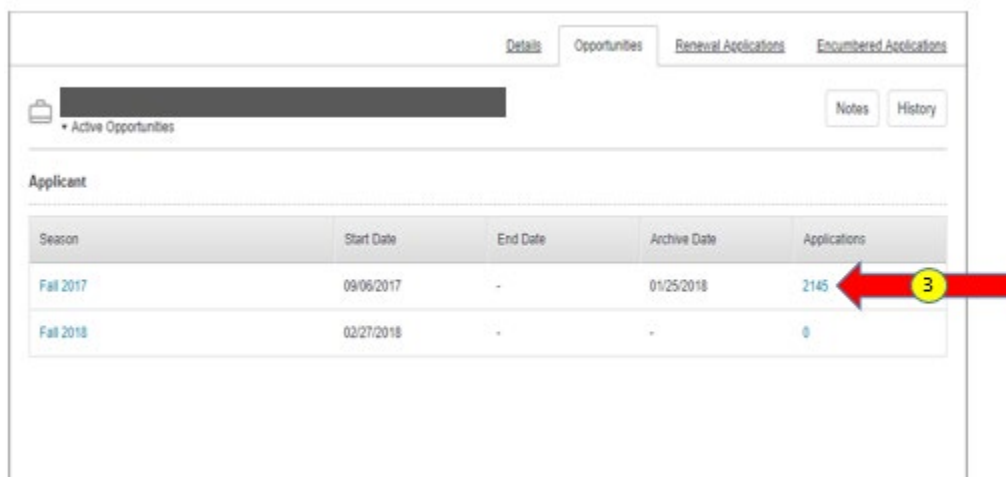 Details Opportunities Renewal Applications Encumbered Applications
Notes History
• Active Opportunities
Applicant
Season Start Date End Date Archive Date Applications
Fall 2017 09/06/2017 - 01/25/2018 2145 3
Fall 2018 02/27/2018 - - 0